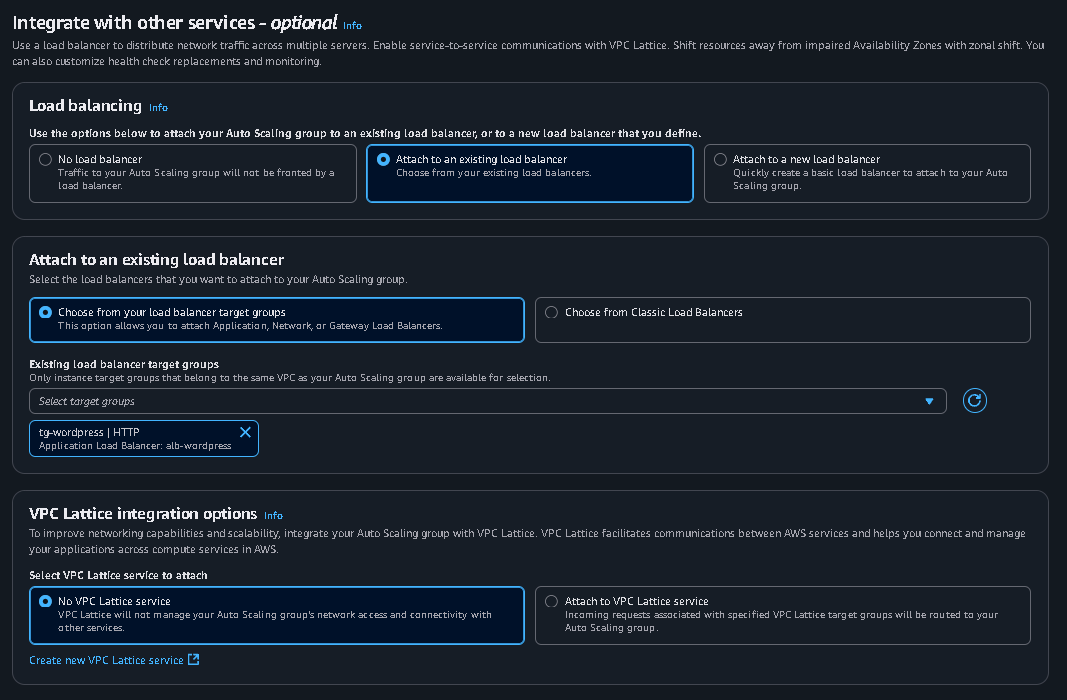 Integrate with other services - optional Info
Use a load balancer to distribute network traffic across multiple servers. Enable service-to-service communications with VPC Lattice. Shift resources away from impaired Availability Zones with zonal shift. You
can also customize health check replacements and monitoring.
Load balancing Info
Use the options below to attach your Auto Scaling group to an existing load balancer, or to a new load balancer that you define.
No load balancer
Traffic to your Auto Scaling group will not be fronted by a
load balancer.
Attach to an existing load balancer
Choose from your existing load balancers.
Attach to a new load balancer
Quickly create a basic load balancer to attach to your Auto
Scaling group.
Attach to an existing load balancer
Select the load balancers that you want to attach to your Auto Scaling group.
Choose from your load balancer target groups
This option allows you to attach Application, Network, or Gateway Load Balancers.
Choose from Classic Load Balancers
Existing load balancer target groups
Only instance target groups that belong to the same VPC as your Auto Scaling group are available for selection.
Select target groups
tg-wordpress | HTTP
Application Load Balancer: alb-wordpress
VPC Lattice integration options Info
To improve networking capabilities and scalability, integrate your Auto Scaling group with VPC Lattice. VPC Lattice facilitates communications between AWS services and helps you connect and manage
your applications across compute services in AWS.
Select VPC Lattice service to attach
No VPC Lattice service
VPC Lattice will not manage your Auto Scaling group's network access and connectivity with
other services.
Attach to VPC Lattice service
Incoming requests associated with specified VPC Lattice target groups will be routed to your
Auto Scaling group.
Create new VPC Lattice service